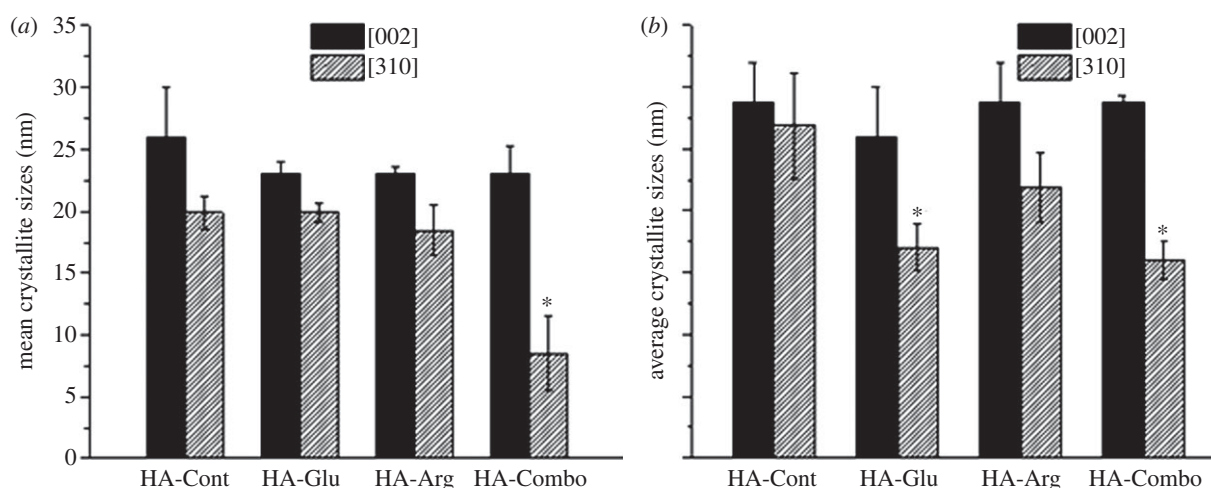 (a)
mean crystallite sizes (nm)
35
30
25
20
15
10
5
0
[002]
[310]
*
HA-Cont HA-Glu HA-Arg HA-Combo
(b)
average crystallite sizes (nm)
[002]
[310]
*
*
HA-Cont HA-Glu HA-Arg HA-Combo